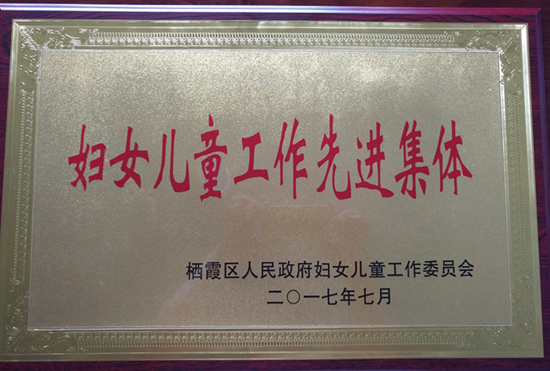 妇女儿童工作先进集体
栖霞区人民政府妇女儿童工作委员会
二〇一七年七月